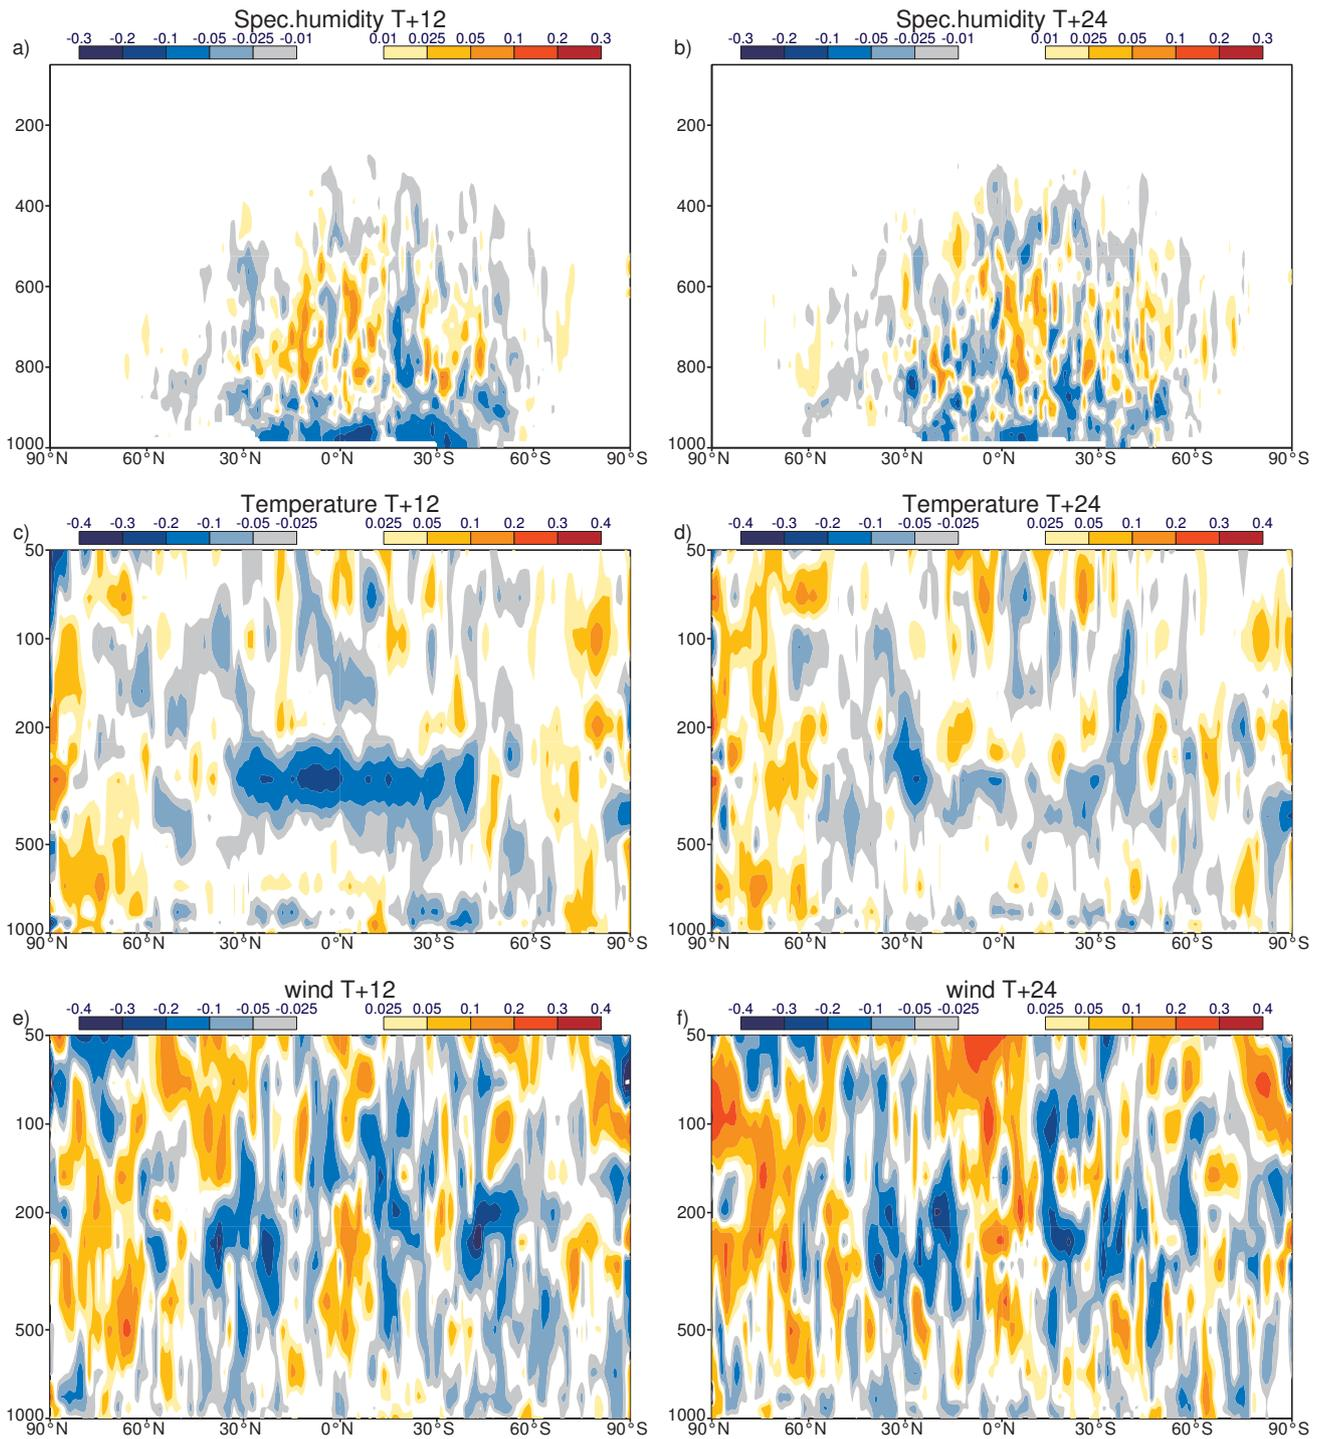 Spec.humidity T+12
a)
-0.3 -0.2 -0.1 -0.05 -0.025 -0.01 0.01 0.025 0.05 0.1 0.2 0.3
200
400
600
800
1000
90°N 60°N 30°N 0°N 30°S 60°S 90°S
Spec.humidity T+24
b)
-0.3 -0.2 -0.1 -0.05 -0.025 -0.01 0.01 0.025 0.05 0.1 0.2 0.3
200
400
600
800
1000
90°N 60°N 30°N 0°N 30°S 60°S 90°S
Temperature T+12
c)
-0.4 -0.3 -0.2 -0.1 -0.05 -0.025 0.025 0.05 0.1 0.2 0.3 0.4
50
100
200
500
1000
90°N 60°N 30°N 0°N 30°S 60°S 90°S
Temperature T+24
d)
-0.4 -0.3 -0.2 -0.1 -0.05 -0.025 0.025 0.05 0.1 0.2 0.3 0.4
50
100
200
500
1000
90°N 60°N 30°N 0°N 30°S 60°S 90°S
wind T+12
e)
-0.4 -0.3 -0.2 -0.1 -0.05 -0.025 0.025 0.05 0.1 0.2 0.3 0.4
50
100
200
500
1000
90°N 60°N 30°N 0°N 30°S 60°S 90°S
wind T+24
f)
-0.4 -0.3 -0.2 -0.1 -0.05 -0.025 0.025 0.05 0.1 0.2 0.3 0.4
50
100
200
500
1000
90°N 60°N 30°N 0°N 30°S 60°S 90°S